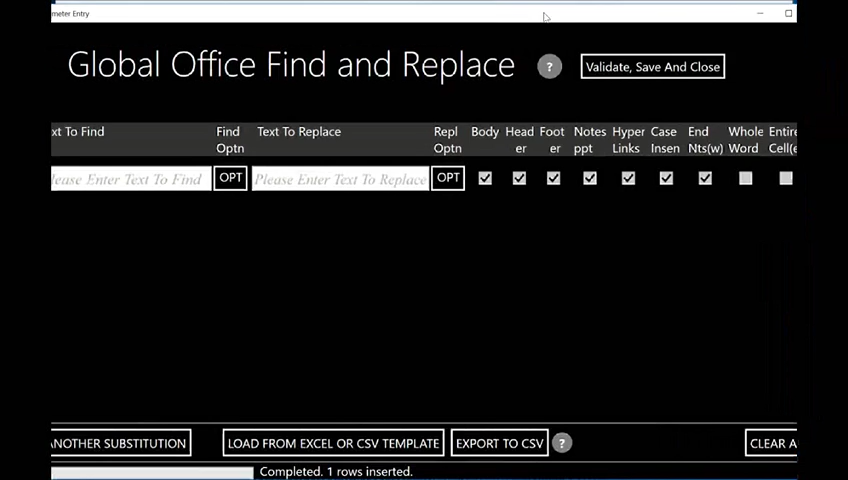 meter Entry
Global Office Find and Replace ? Validate, Save And Close
xt To Find Find Optn Text To Replace Repl Optn Body Head er Foot er Notes ppt Hyper Links Case Insen End Nts(w) Whole Word Entire Cell(e
lease Enter Text To Find OPT Please Enter Text To Replace OPT
ANOTHER SUBSTITUTION LOAD FROM EXCEL OR CSV TEMPLATE EXPORT TO CSV ? CLEAR A
Completed. 1 rows inserted.